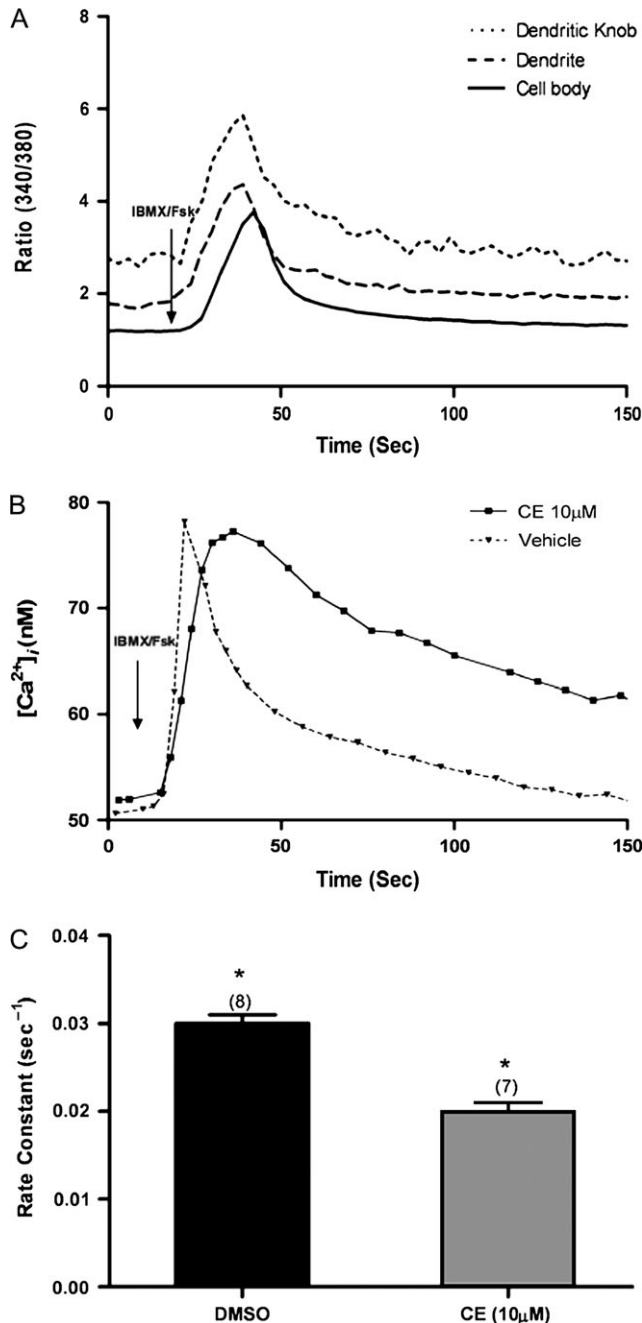 A
Dendritic Knob
Dendrite
Cell body
8
6
4
2
0
Ratio (340/380)
IBMX/Fsk
0
50
100
150
Time (Sec)
B
CE 10μM
Vehicle
80
70
60
50
[Ca²⁺]ᵢ (nM)
IBMX/Fsk
0
50
100
150
Time (Sec)
C
0.04
0.03
0.02
0.01
0.00
Rate Constant (sec⁻¹)
*
(8)
*
(7)
DMSO
CE (10μM)